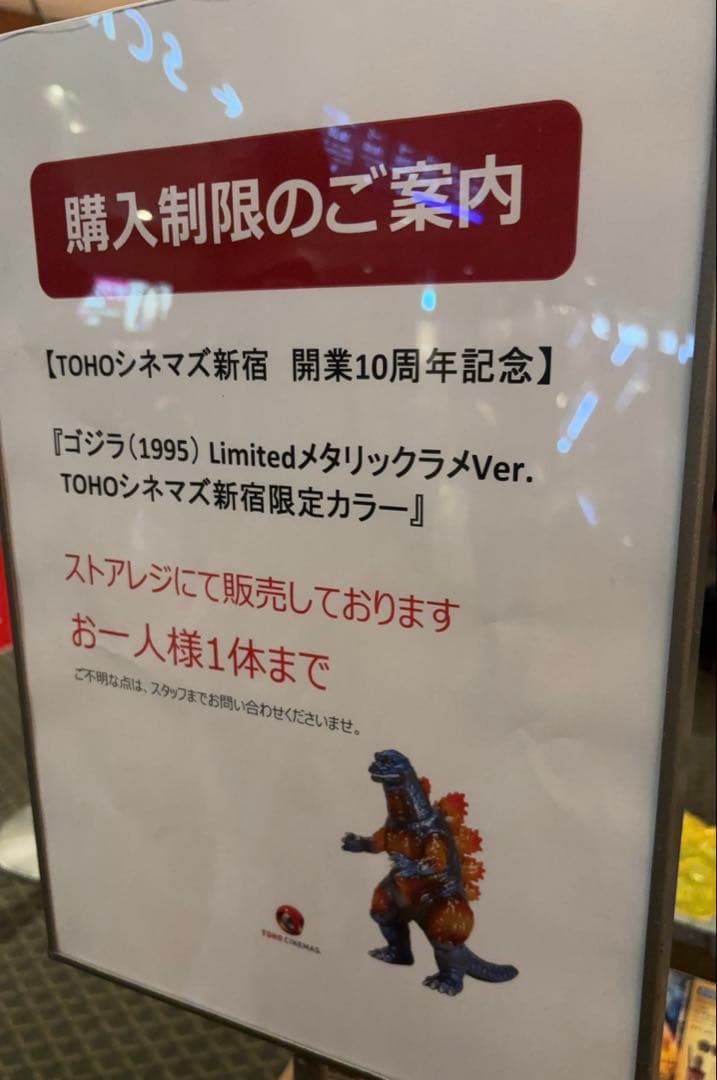 購入制限のご案内
【TOHOシネマズ新宿 開業10周年記念】
『ゴジラ(1995) LimitedメタリックラメVer.
TOHOシネマズ新宿限定カラー』
ストアレジにて販売しております
お一人様1体まで
ご不明な点は、スタッフまでお問い合わせくださいませ。
TOHO CINEMAS